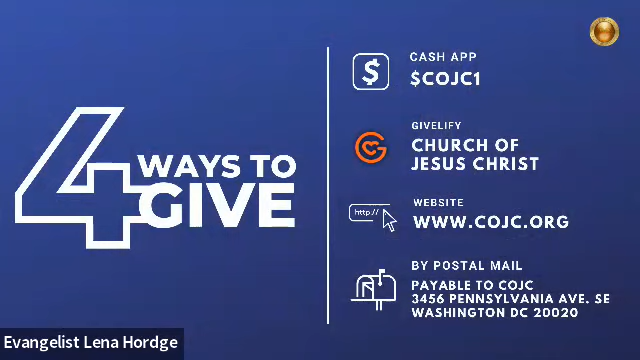 4 WAYS TO
GIVE
CASH APP
$COJC1
GIVELIFY
CHURCH OF
JESUS CHRIST
WEBSITE
http://
WWW.COJC.ORG
BY POSTAL MAIL
PAYABLE TO COJC
3456 PENNSYLVANIA AVE. SE
WASHINGTON DC 20020
Evangelist Lena Hordge